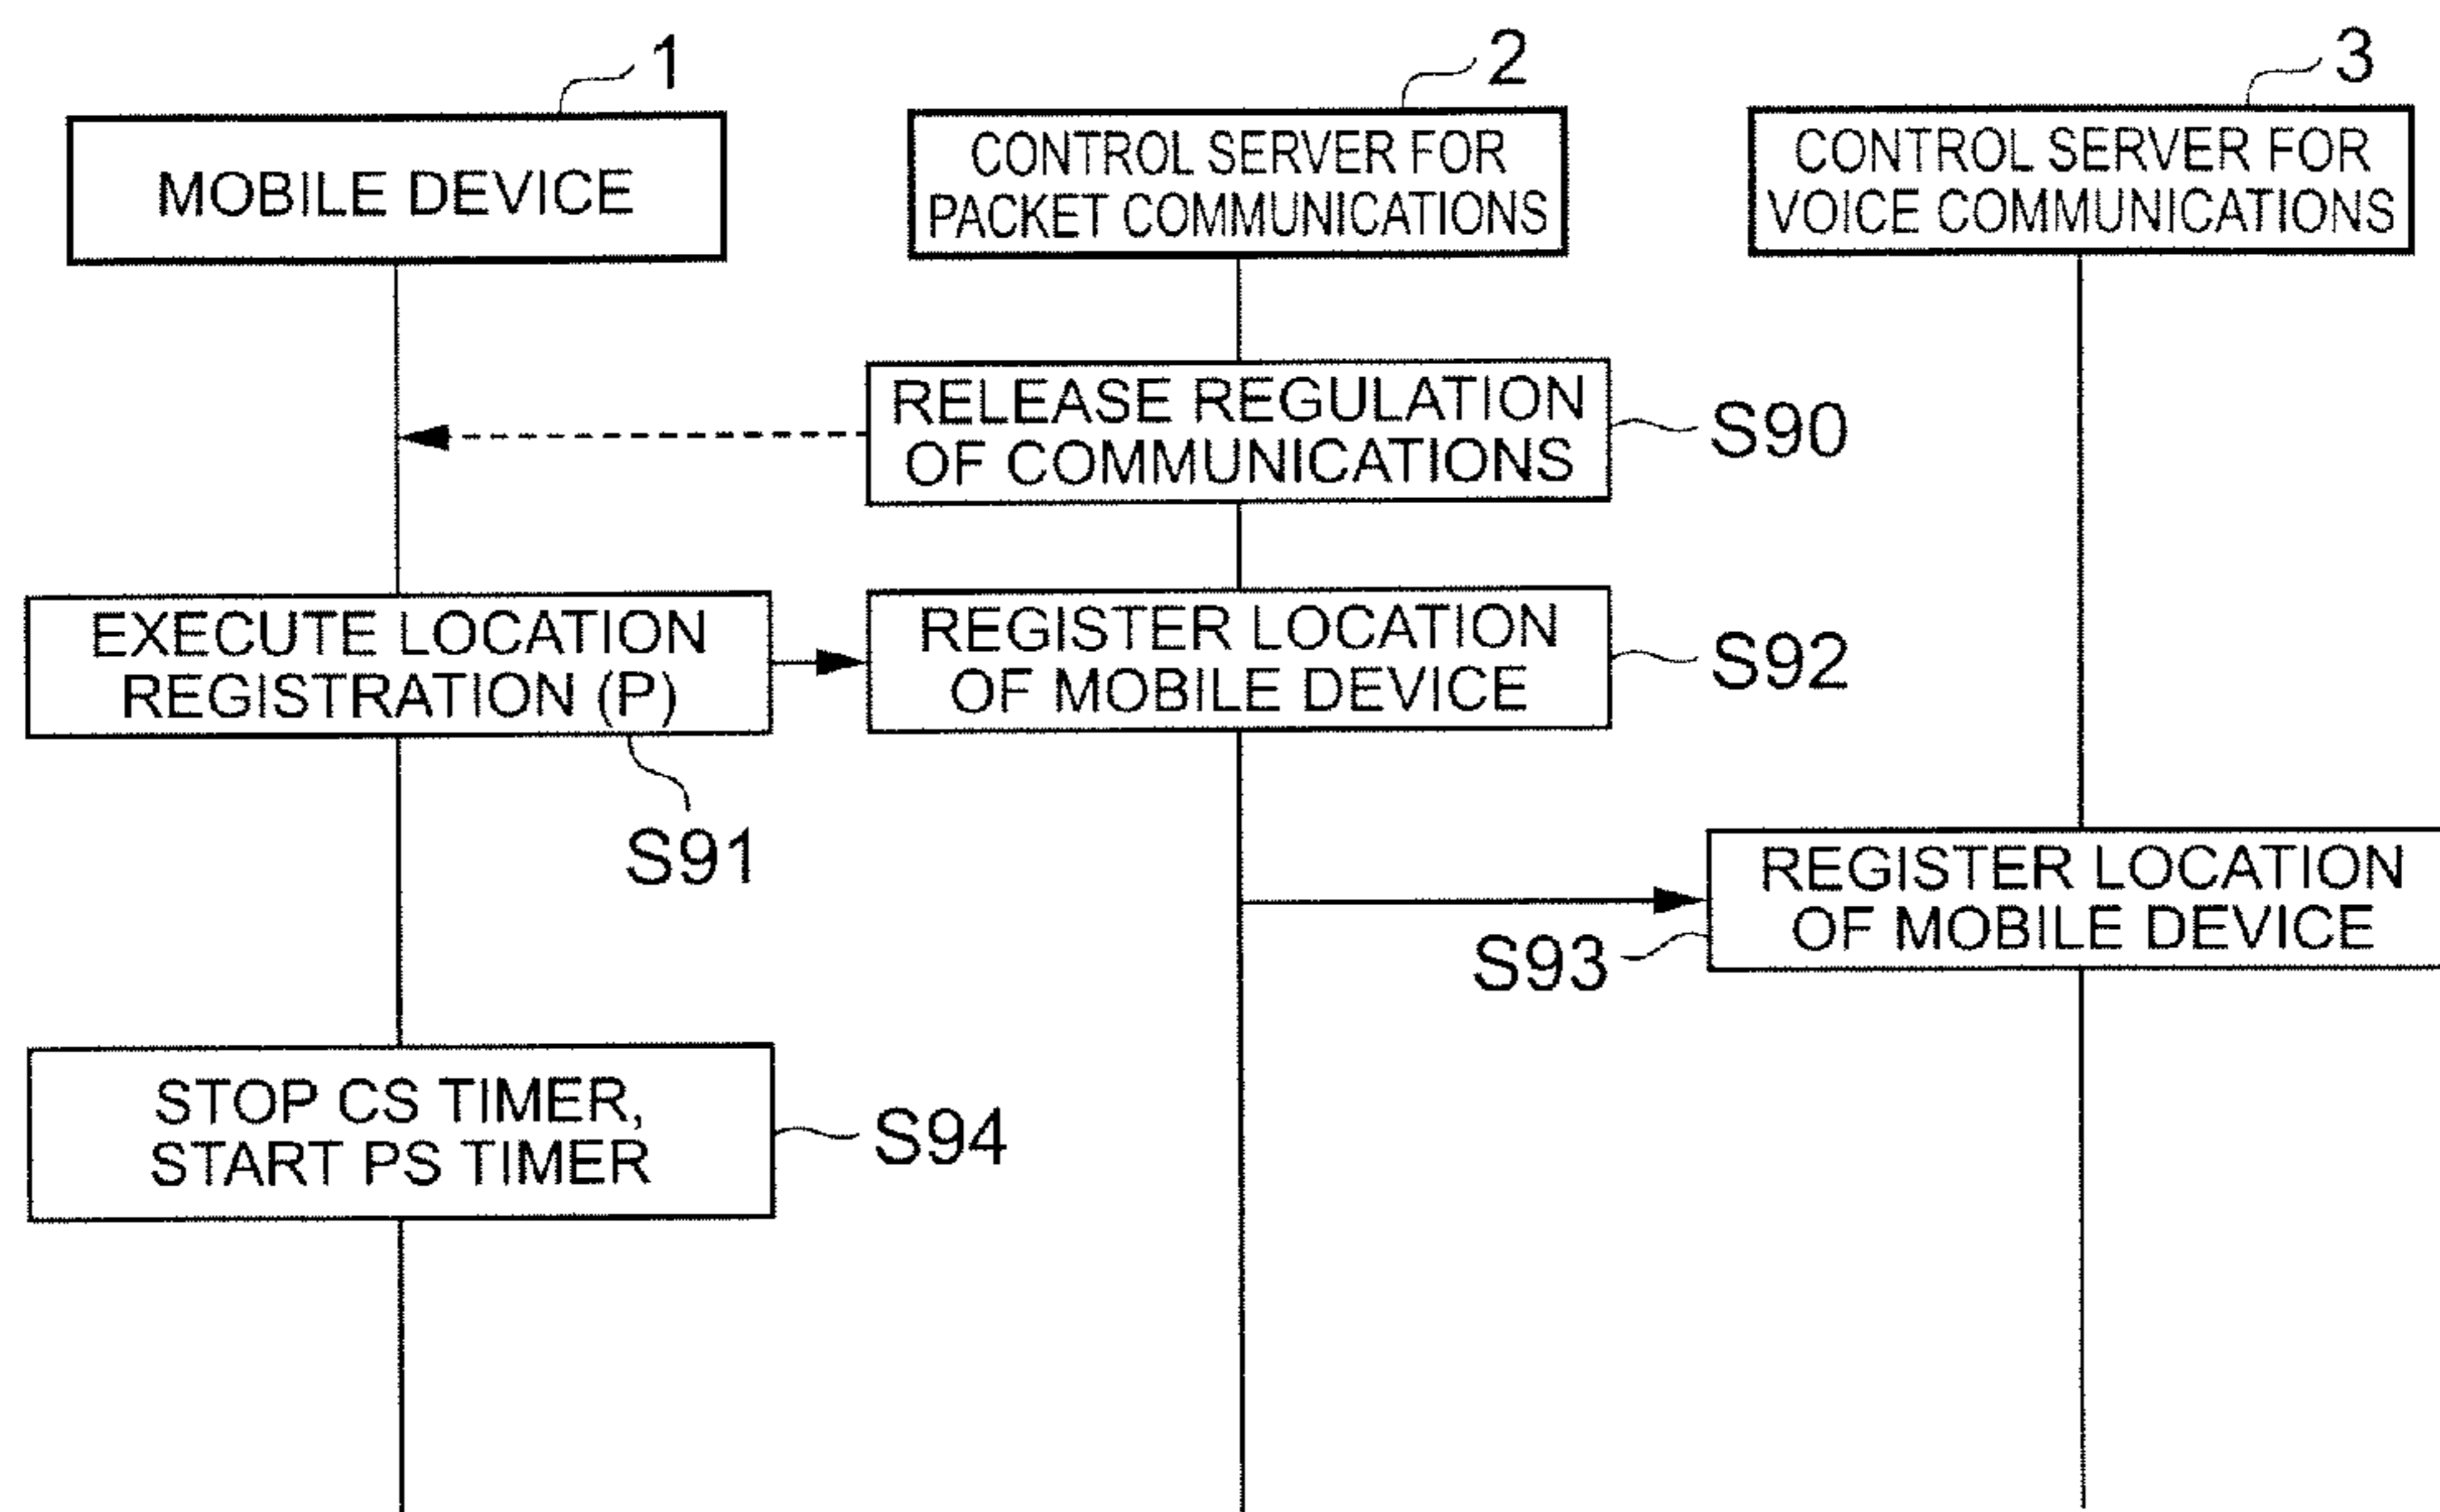 1
2
3
MOBILE DEVICE
CONTROL SERVER FOR
PACKET COMMUNICATIONS
CONTROL SERVER FOR
VOICE COMMUNICATIONS
RELEASE REGULATION
OF COMMUNICATIONS
S90
EXECUTE LOCATION
REGISTRATION (P)
S91
REGISTER LOCATION
OF MOBILE DEVICE
S92
REGISTER LOCATION
OF MOBILE DEVICE
S93
STOP CS TIMER,
START PS TIMER
S94